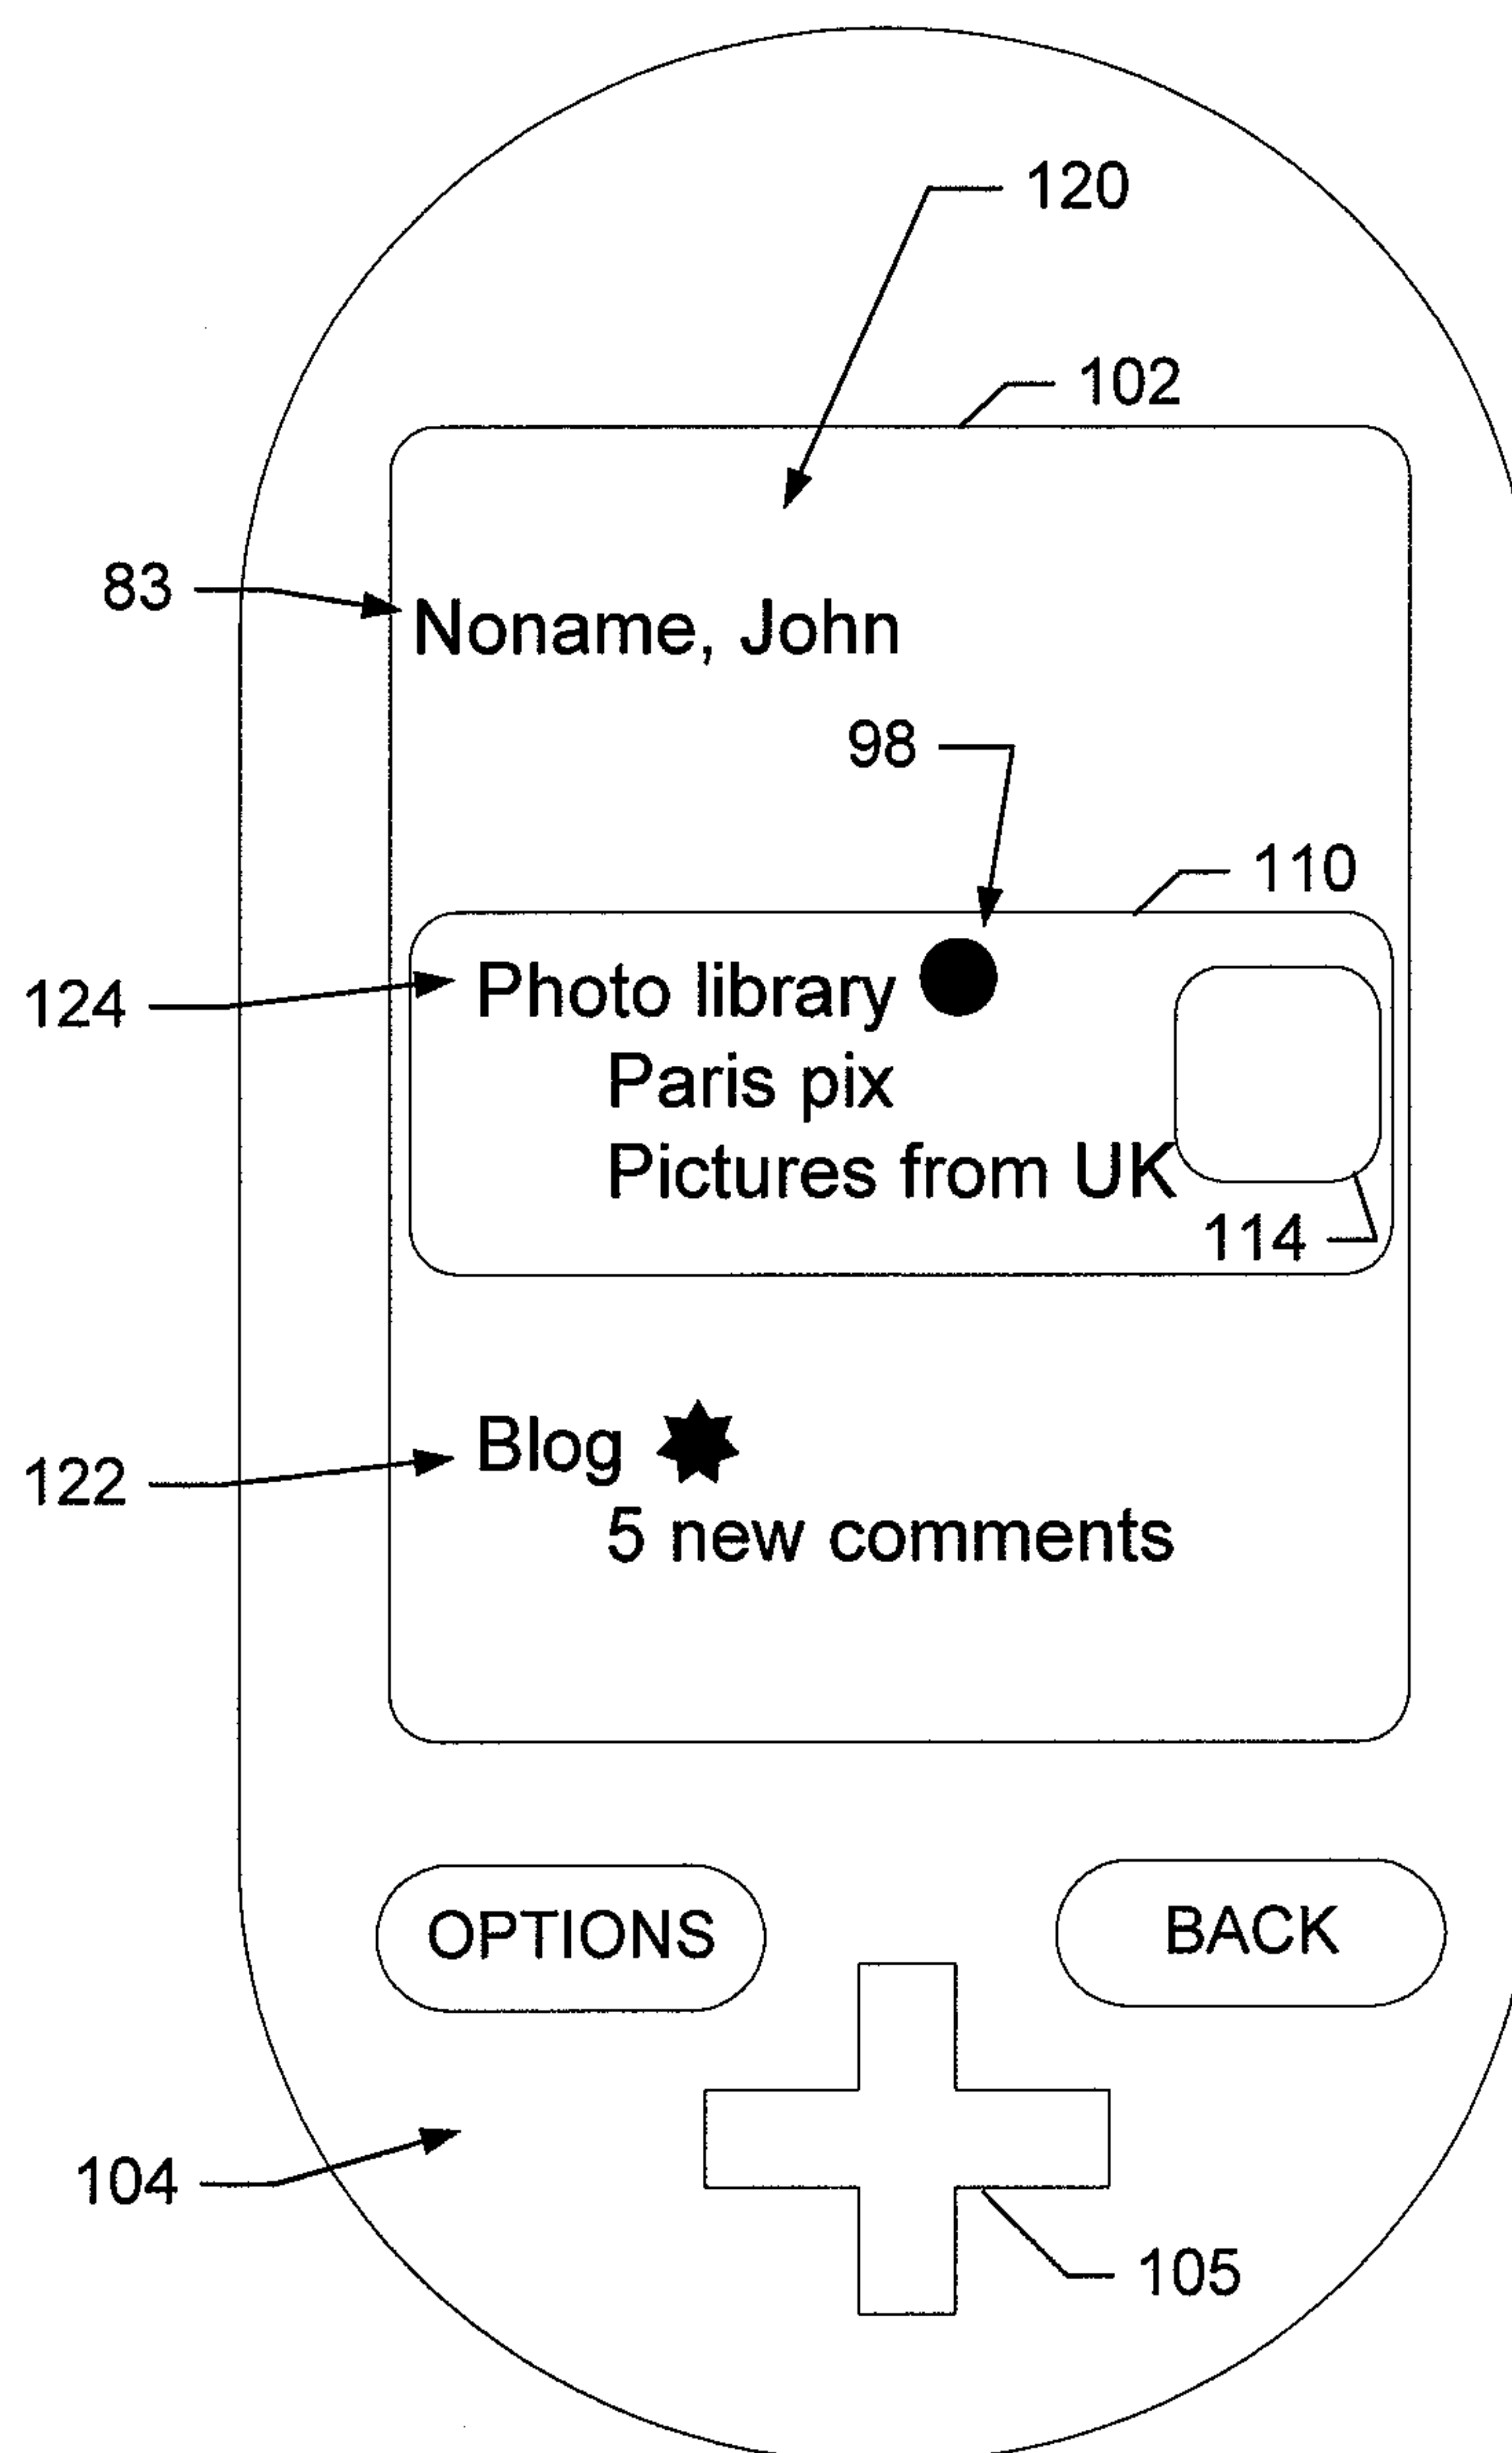 120
102
83
Noname, John
98
110
124
Photo library
Paris pix
Pictures from UK
114
122
Blog
5 new comments
OPTIONS
BACK
104
105